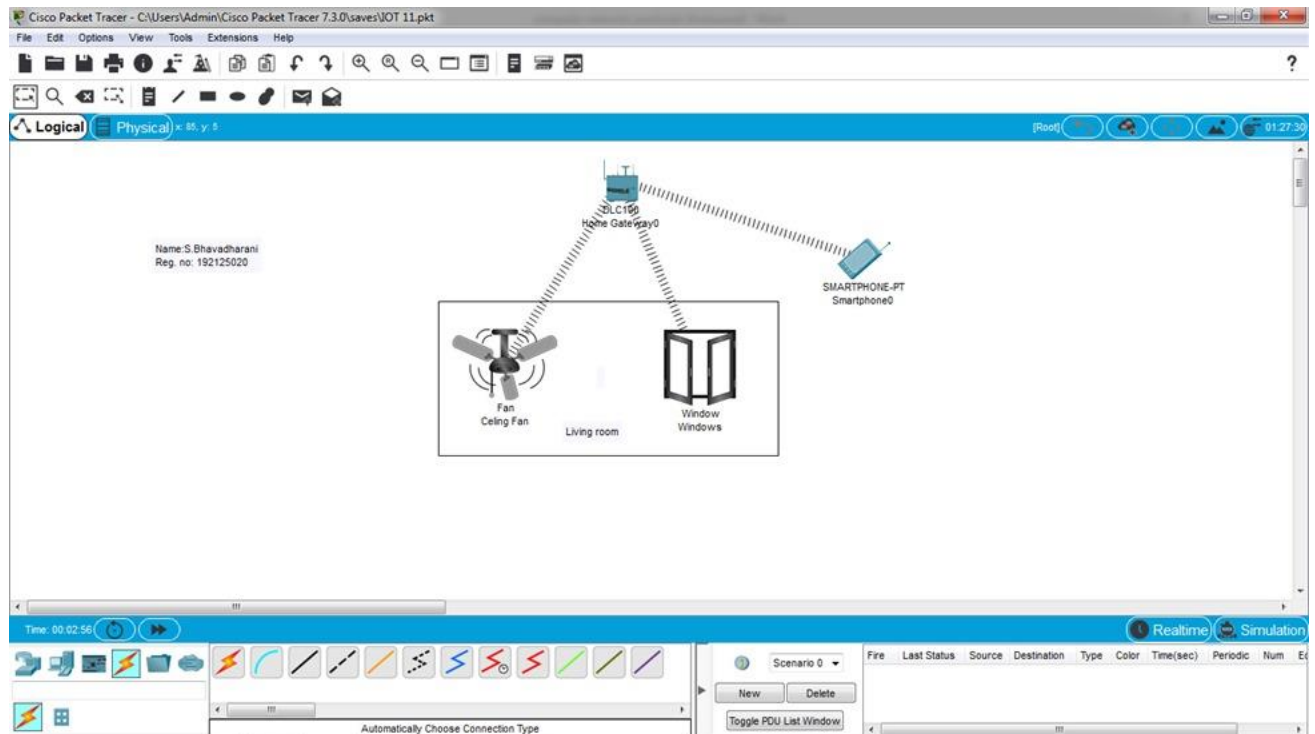 Cisco Packet Tracer - C:\Users\Admin\Cisco Packet Tracer 7.3.0\saves\IOT 11.pkt
File Edit Options View Tools Extensions Help
?
Logical Physical x: 85, y: 5 [Root] 01:27:30
DLC100
Home Gateway0
Name:S.Bhavadharani
Reg. no: 192125020
SMARTPHONE-PT
Smartphone0
Fan
Celing Fan
Window
Windows
Living room
Time: 00:02:56 Realtime Simulation
Scenario 0
Fire Last Status Source Destination Type Color Time(sec) Periodic Num
New Delete
Toggle PDU List Window
Automatically Choose Connection Type